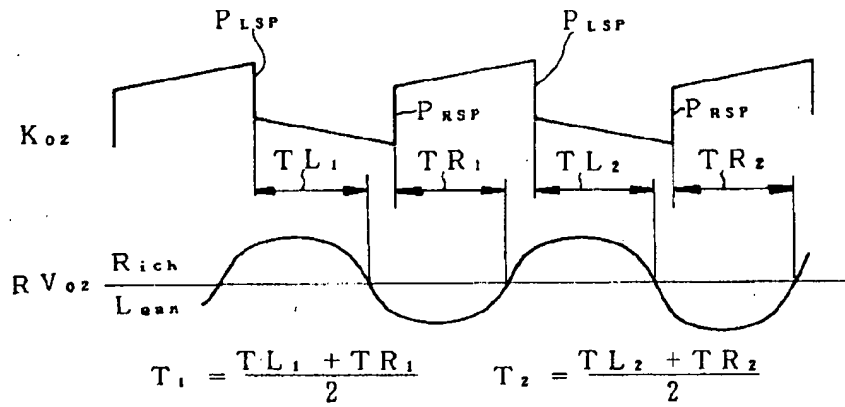 P LSP P LSP
P RSP P RSP
K O2
T L 1 T R 1 T L 2 T R 2
Rich
R V O2
Lean
T 1 = T L 1 + T R 1 / 2 T 2 = T L 2 + T R 2 / 2